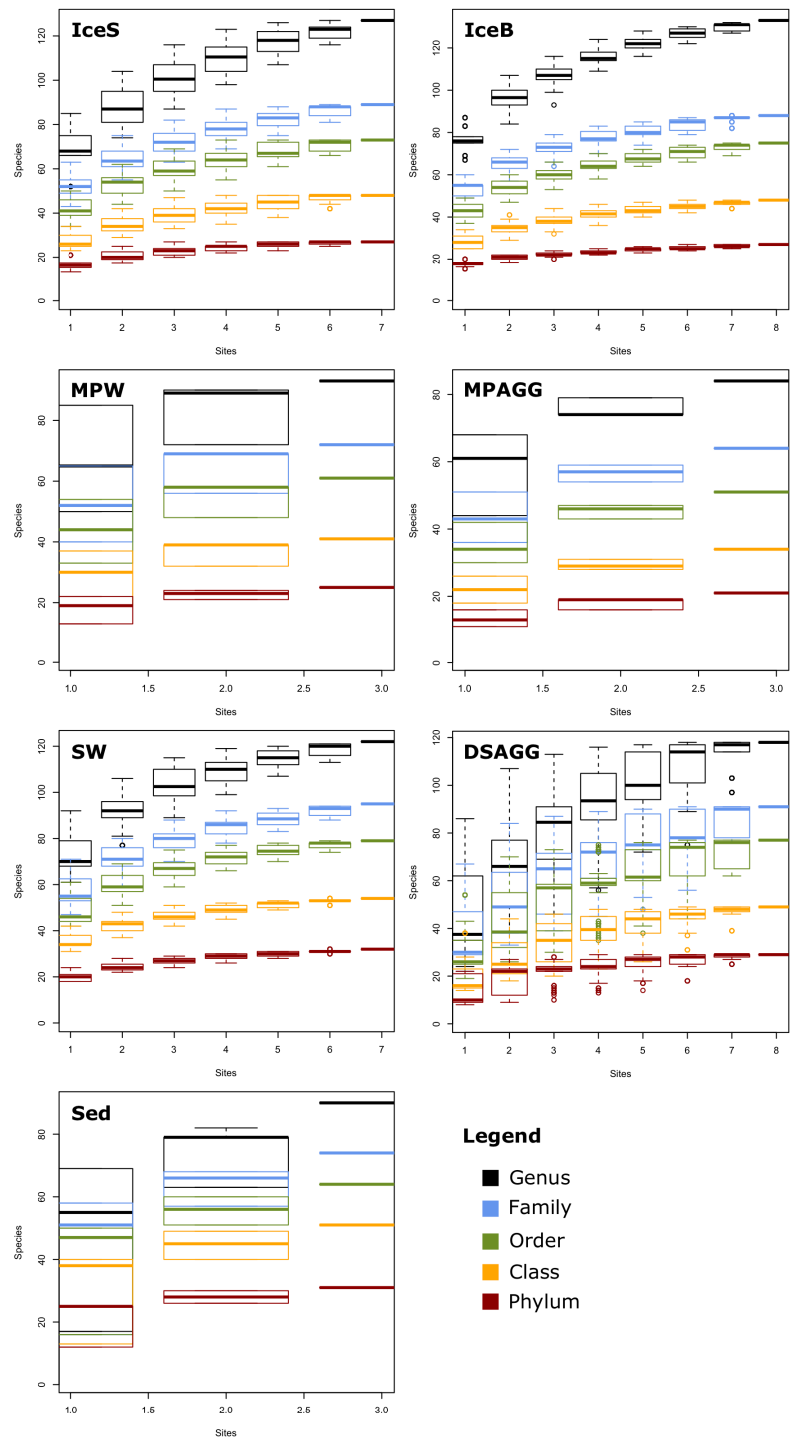 IceS
Species
0
20
40
60
80
100
120
1 2 3 4 5 6 7
Sites
IceB
Species
0
20
40
60
80
100
120
1 2 3 4 5 6 7 8
Sites
MPW
Species
0
20
40
60
80
1.0 1.5 2.0 2.5 3.0
Sites
MPAGG
Species
0
20
40
60
80
1.0 1.5 2.0 2.5 3.0
Sites
SW
Species
0
20
40
60
80
100
120
1 2 3 4 5 6 7
Sites
DSAGG
Species
0
20
40
60
80
100
120
1 2 3 4 5 6 7 8
Sites
Sed
Species
0
20
40
60
80
1.0 1.5 2.0 2.5 3.0
Sites
Legend
Genus
Family
Order
Class
Phylum